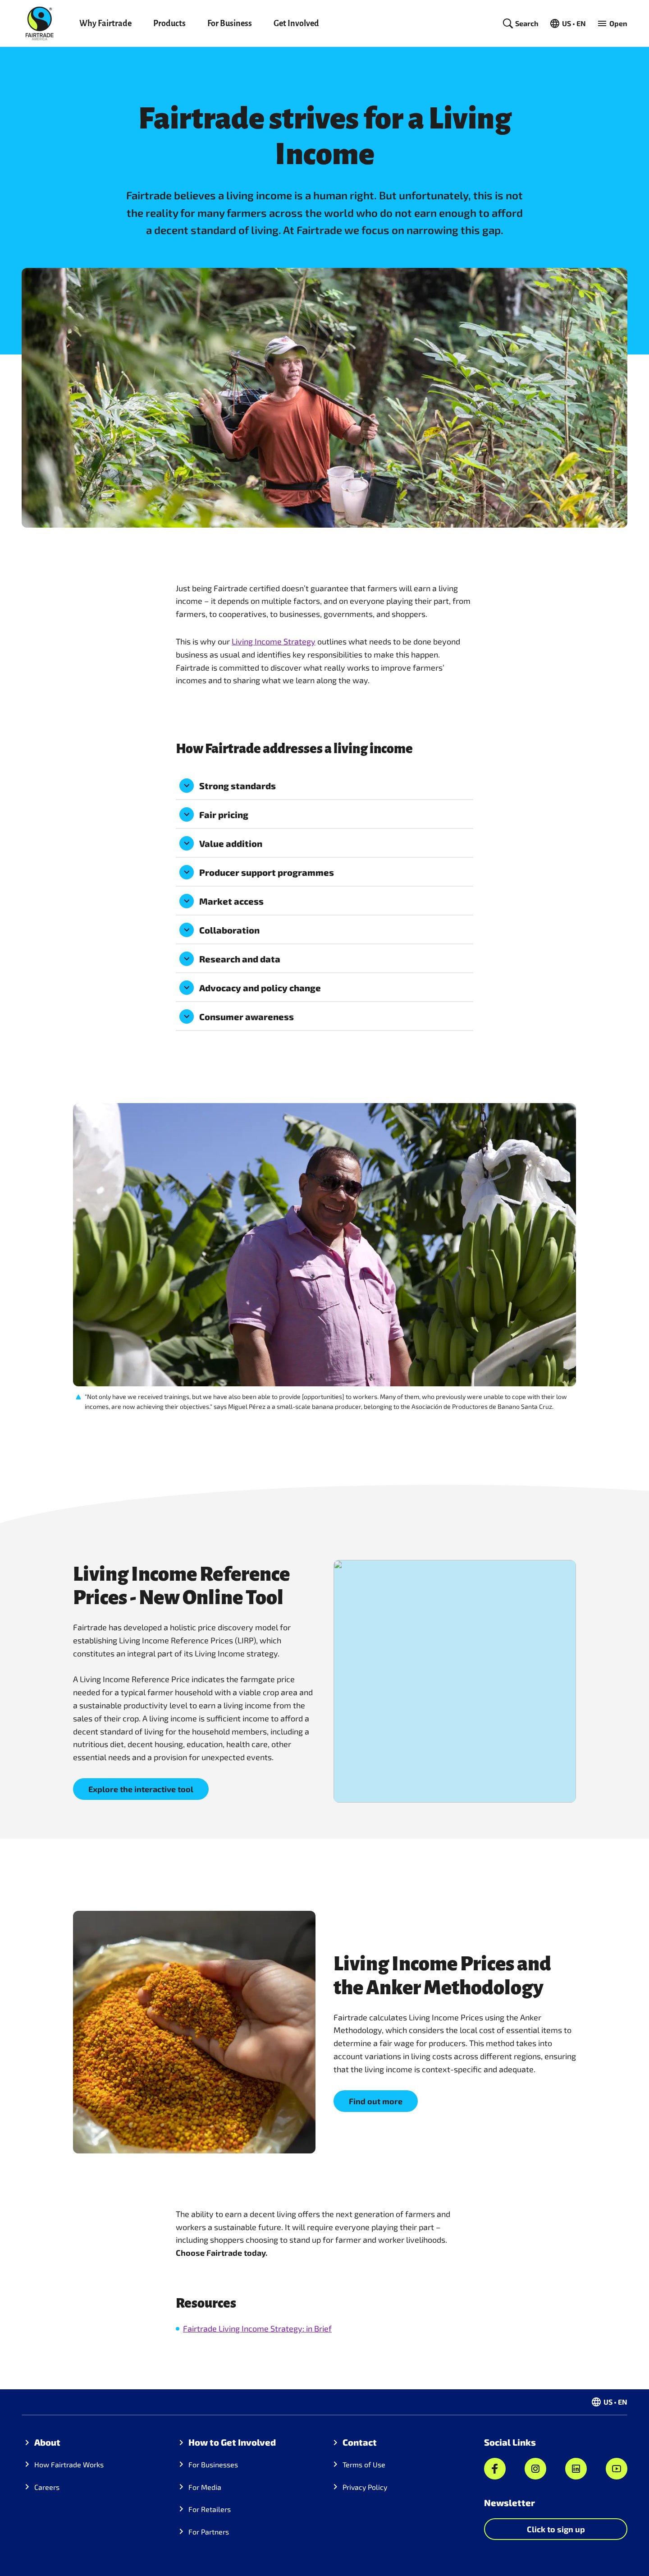 FAIRTRADE
AMERICA
Why Fairtrade
Products
For Business
Get Involved
Search
US • EN
Open
Fairtrade strives for a Living
Income
Fairtrade believes a living income is a human right. But unfortunately, this is not
the reality for many farmers across the world who do not earn enough to afford
a decent standard of living. At Fairtrade we focus on narrowing this gap.
Just being Fairtrade certified doesn’t guarantee that farmers will earn a living
income – it depends on multiple factors, and on everyone playing their part, from
farmers, to cooperatives, to businesses, governments, and shoppers.
This is why our Living Income Strategy outlines what needs to be done beyond
business as usual and identifies key responsibilities to make this happen.
Fairtrade is committed to discover what really works to improve farmers’
incomes and to sharing what we learn along the way.
How Fairtrade addresses a living income
Strong standards
Fair pricing
Value addition
Producer support programmes
Market access
Collaboration
Research and data
Advocacy and policy change
Consumer awareness
"Not only have we received trainings, but we have also been able to provide [opportunities] to workers. Many of them, who previously were unable to cope with their low
incomes, are now achieving their objectives." says Miguel Pérez a a small-scale banana producer, belonging to the Asociación de Productores de Banano Santa Cruz.
Living Income Reference
Prices - New Online Tool
Fairtrade has developed a holistic price discovery model for
establishing Living Income Reference Prices (LIRP), which
constitutes an integral part of its Living Income strategy.
A Living Income Reference Price indicates the farmgate price
needed for a typical farmer household with a viable crop area and
a sustainable productivity level to earn a living income from the
sales of their crop. A living income is sufficient income to afford a
decent standard of living for the household members, including a
nutritious diet, decent housing, education, health care, other
essential needs and a provision for unexpected events.
Explore the interactive tool
Living Income Prices and
the Anker Methodology
Fairtrade calculates Living Income Prices using the Anker
Methodology, which considers the local cost of essential items to
determine a fair wage for producers. This method takes into
account variations in living costs across different regions, ensuring
that the living income is context-specific and adequate.
Find out more
The ability to earn a decent living offers the next generation of farmers and
workers a sustainable future. It will require everyone playing their part –
including shoppers choosing to stand up for farmer and worker livelihoods.
Choose Fairtrade today.
Resources
Fairtrade Living Income Strategy: in Brief
US • EN
About
How Fairtrade Works
Careers
How to Get Involved
For Businesses
For Media
For Retailers
For Partners
Contact
Terms of Use
Privacy Policy
Social Links
Newsletter
Click to sign up